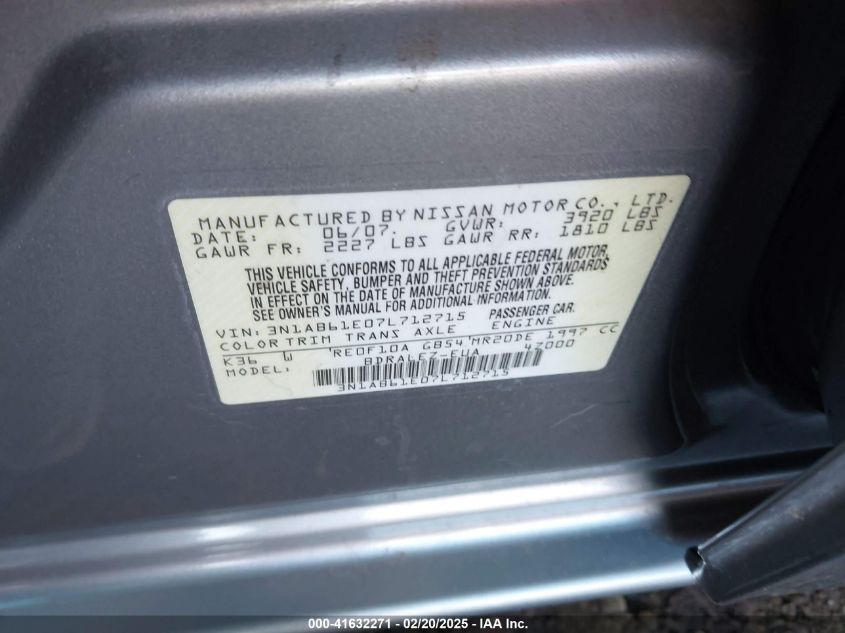 MANUFACTURED BY NISSAN MOTOR CO., LTD.
DATE: 06/07. GVWR: 3920 LBS
GAWR FR: 2227 LBS GAWR RR: 1810 LBS
THIS VEHICLE CONFORMS TO ALL APPLICABLE FEDERAL MOTOR
VEHICLE SAFETY, BUMPER AND THEFT PREVENTION STANDARDS
IN EFFECT ON THE DATE OF MANUFACTURE SHOWN ABOVE.
SEE OWNER'S MANUAL FOR ADDITIONAL INFORMATION.
VIN: 3N1AB61E07L712715 PASSENGER CAR.
COLOR TRIM TRANS AXLE ENGINE
K36 W RE0F10A GB54 MR20DE 1997 CC
MODEL: BDRALEZ-EUA 47000
3N1AB61E07L712715
000-41632271 - 02/20/2025 - IAA Inc.